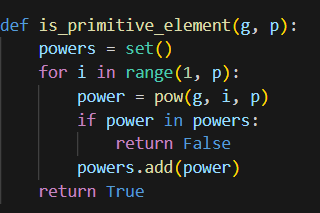 def is_primitive_element(g, p):
    powers = set()
    for i in range(1, p):
        power = pow(g, i, p)
        if power in powers:
            return False
        powers.add(power)
    return True